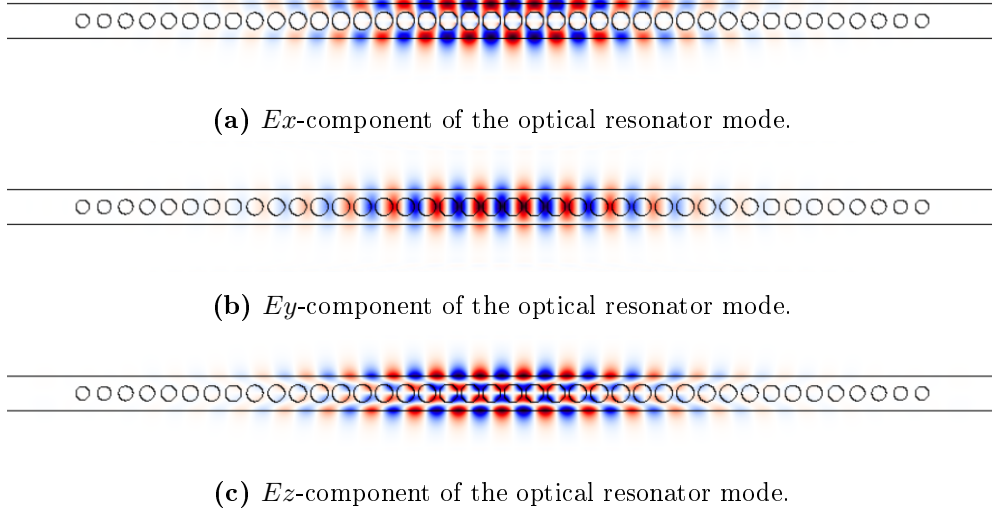 (a) Ex-component of the optical resonator mode.
(b) Ey-component of the optical resonator mode.
(c) Ez-component of the optical resonator mode.